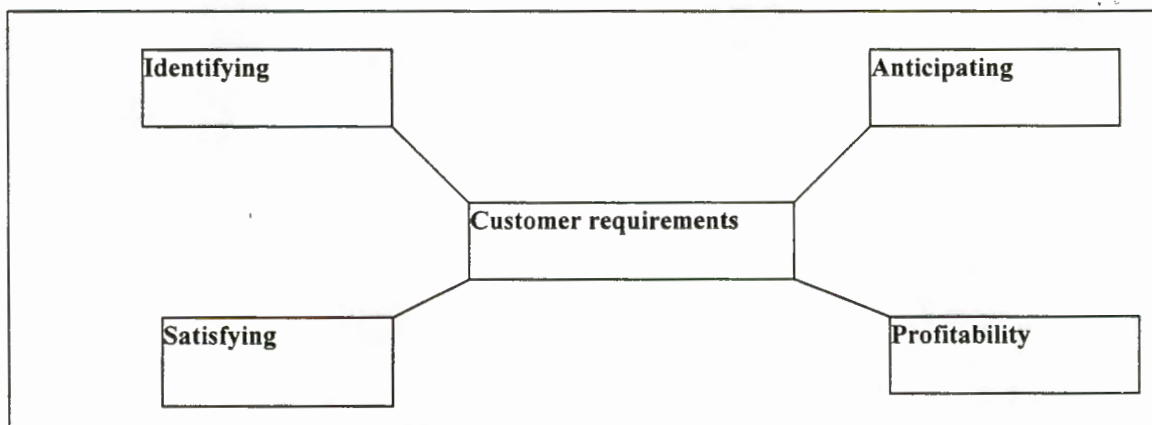 Identifying
Anticipating
Customer requirements
Satisfying
Profitability